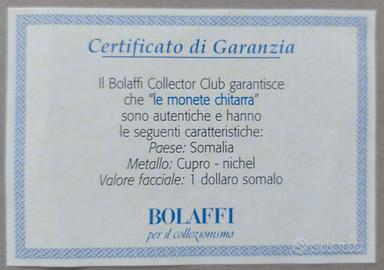 Certificato di Garanzia
Il Bolaffi Collector Club garantisce
che "le monete chitarra"
sono autentiche e hanno
le seguenti caratteristiche:
Paese: Somalia
Metallo: Cupro - nichel
Valore facciale: 1 dollaro somalo
BOLAFFI
per il collezionismo
subito